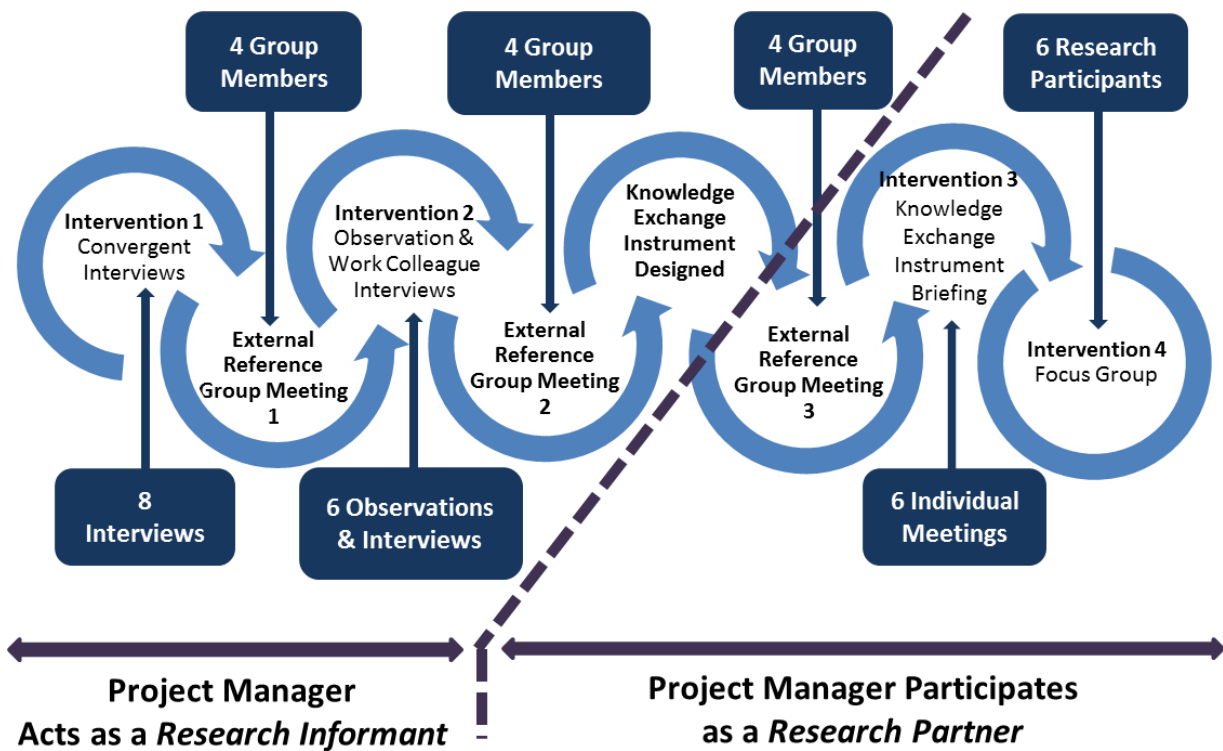 4 Group
Members
4 Group
Members
4 Group
Members
6 Research
Participants
Intervention 1
Convergent
Interviews
External
Reference
Group Meeting
1
Intervention 2
Observation &
Work Colleague
Interviews
External
Reference
Group Meeting
2
Knowledge
Exchange
Instrument
Designed
External
Reference
Group Meeting
3
Intervention 3
Knowledge
Exchange
Instrument
Briefing
Intervention 4
Focus Group
8
Interviews
6 Observations
& Interviews
6 Individual
Meetings
Project Manager
Acts as a Research Informant
Project Manager Participates
as a Research Partner